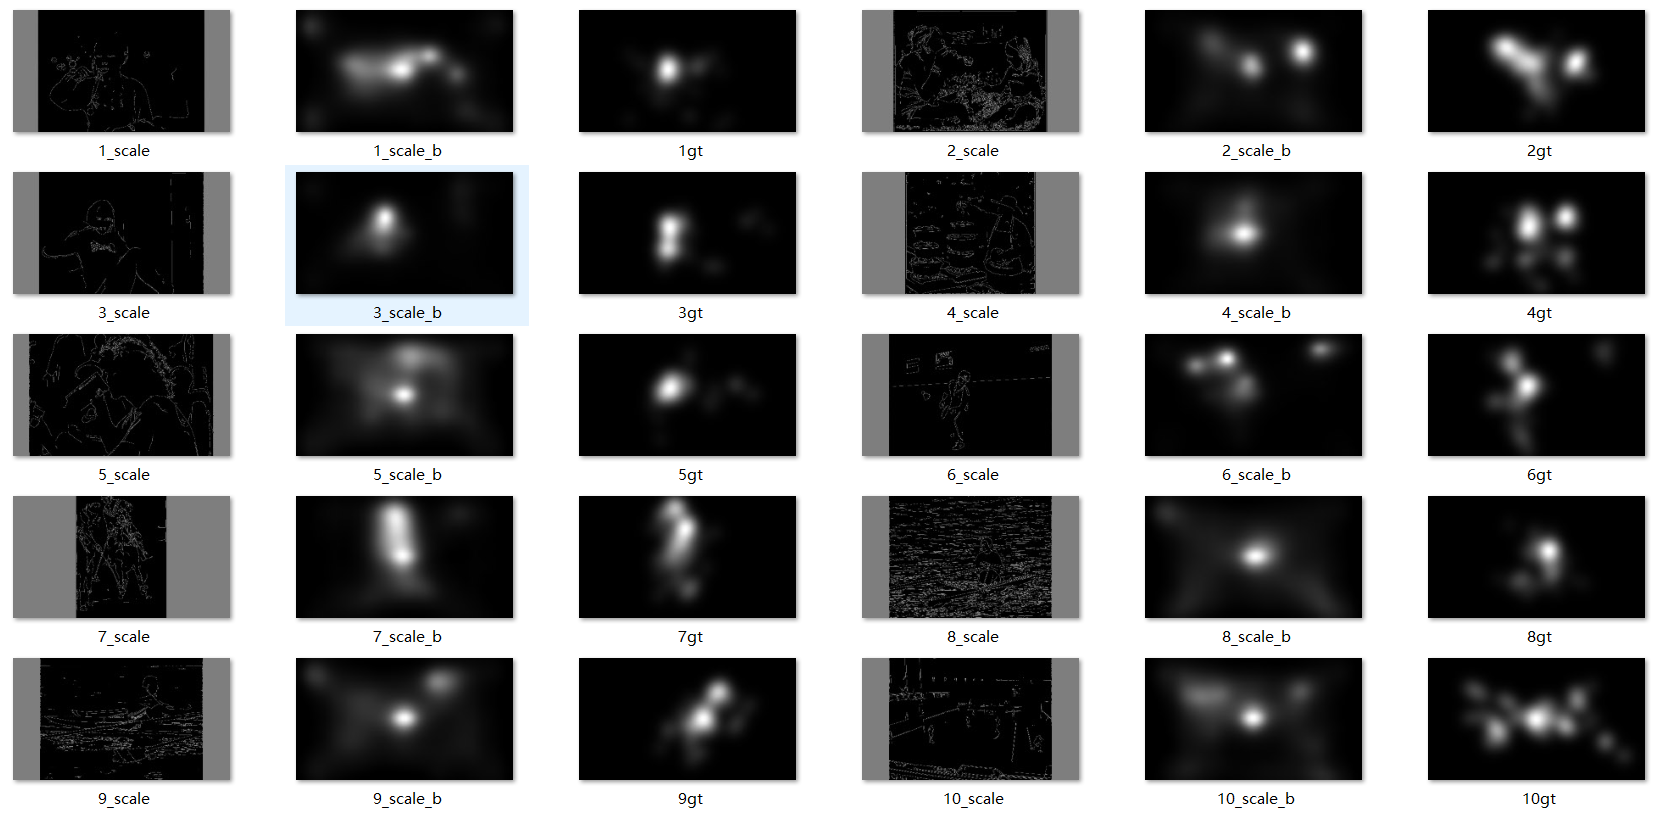 1_scale 1_scale_b 1gt 2_scale 2_scale_b 2gt
3_scale 3_scale_b 3gt 4_scale 4_scale_b 4gt
5_scale 5_scale_b 5gt 6_scale 6_scale_b 6gt
7_scale 7_scale_b 7gt 8_scale 8_scale_b 8gt
9_scale 9_scale_b 9gt 10_scale 10_scale_b 10gt